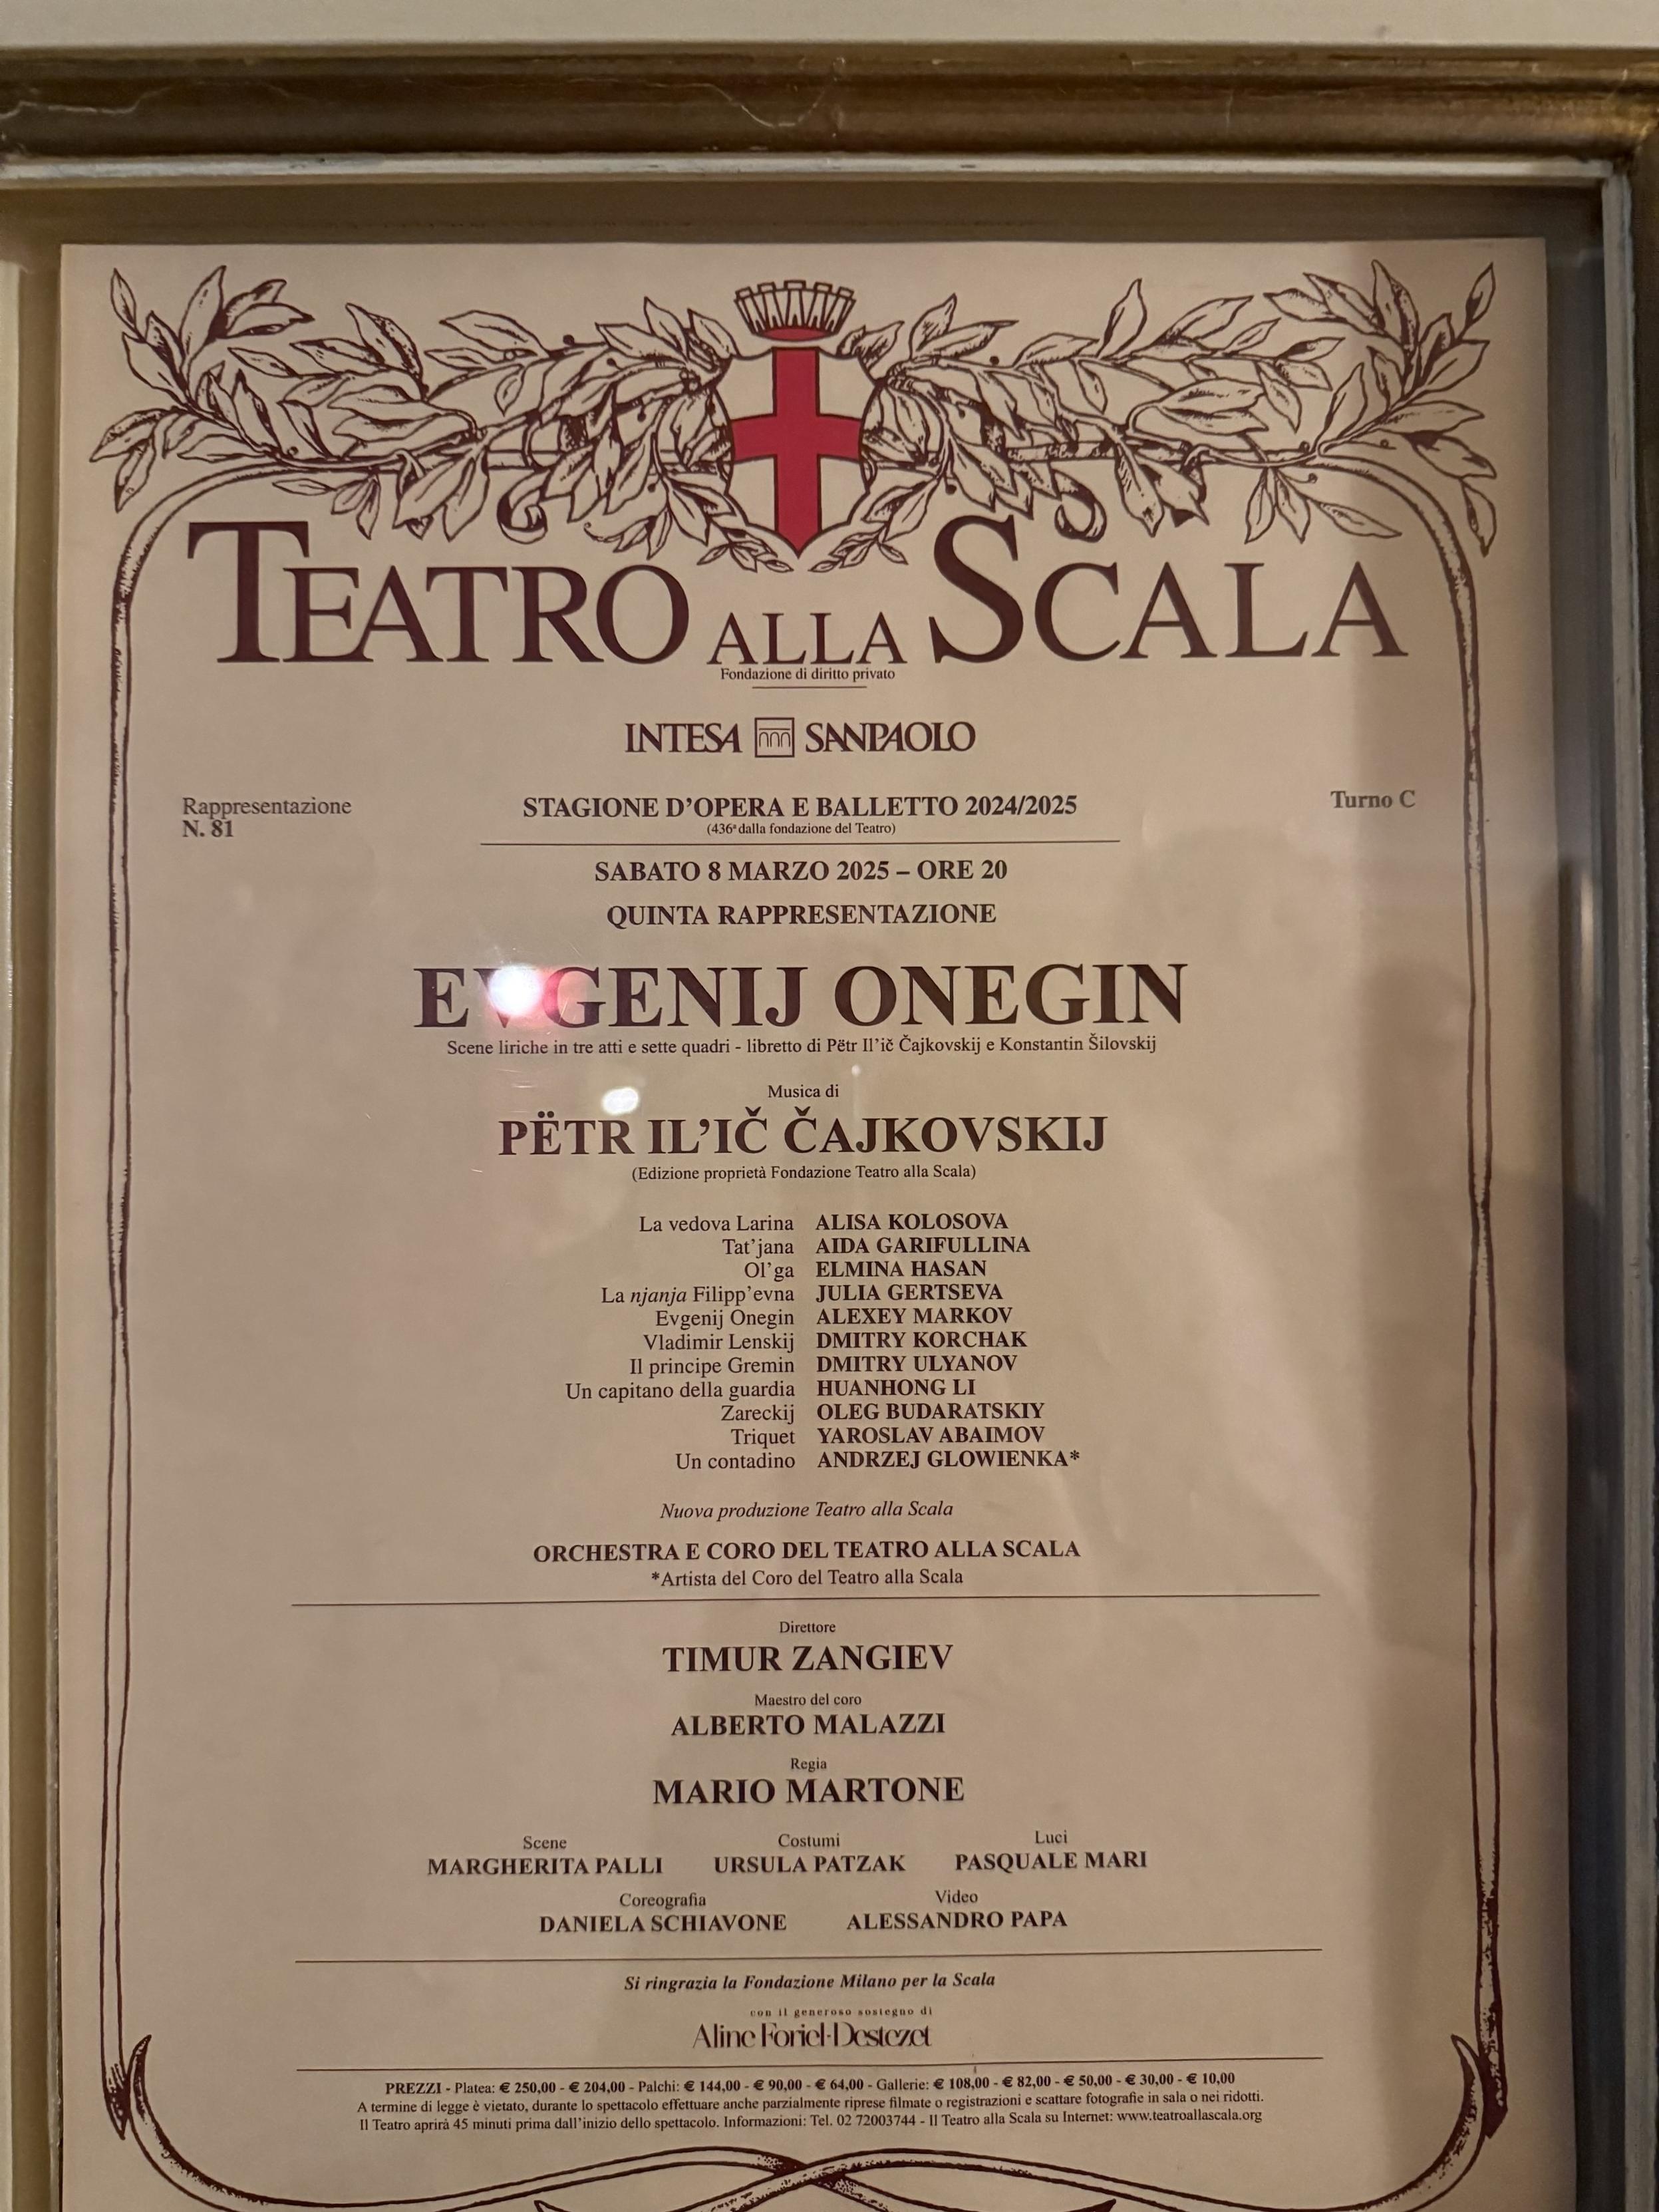 TEATRO ALLA SCALA
Fondazione di diritto privato
INTESA SANPAOLO
Rappresentazione
N. 81
STAGIONE D'OPERA E BALLETTO 2024/2025
(436ª dalla fondazione del Teatro)
Turno C
SABATO 8 MARZO 2025 – ORE 20
QUINTA RAPPRESENTAZIONE
EVGENIJ ONEGIN
Scene liriche in tre atti e sette quadri - libretto di Pëtr Il'ič Čajkovskij e Konstantin Šilovskij
Musica di
PËTR IL'IČ ČAJKOVSKIJ
(Edizione proprietà Fondazione Teatro alla Scala)
La vedova Larina ALISA KOLOSOVA
Tat'jana AIDA GARIFULLINA
Ol'ga ELMINA HASAN
La njanja Filipp'evna JULIA GERTSEVA
Evgenij Onegin ALEXEY MARKOV
Vladimir Lenskij DMITRY KORCHAK
Il principe Gremin DMITRY ULYANOV
Un capitano della guardia HUANHONG LI
Zareckij OLEG BUDARATSKIY
Triquet YAROSLAV ABAIMOV
Un contadino ANDRZEJ GLOWIENKA*
Nuova produzione Teatro alla Scala
ORCHESTRA E CORO DEL TEATRO ALLA SCALA
*Artista del Coro del Teatro alla Scala
Direttore
TIMUR ZANGIEV
Maestro del coro
ALBERTO MALAZZI
Regia
MARIO MARTONE
Scene Costumi Luci
MARGHERITA PALLI URSULA PATZAK PASQUALE MARI
Coreografia Video
DANIELA SCHIAVONE ALESSANDRO PAPA
Si ringrazia la Fondazione Milano per la Scala
con il generoso sostegno di
Aline Foriel-Destezet
PREZZI - Platea: € 250,00 - € 204,00 - Palchi: € 144,00 - € 90,00 - € 64,00 - Gallerie: € 108,00 - € 82,00 - € 50,00 - € 30,00 - € 10,00
A termine di legge è vietato, durante lo spettacolo effettuare anche parzialmente riprese filmate o registrazioni e scattare fotografie in sala o nei ridotti.
Il Teatro aprirà 45 minuti prima dall'inizio dello spettacolo. Informazioni: Tel. 02 72003744 - Il Teatro alla Scala su Internet: www.teatroallascala.org